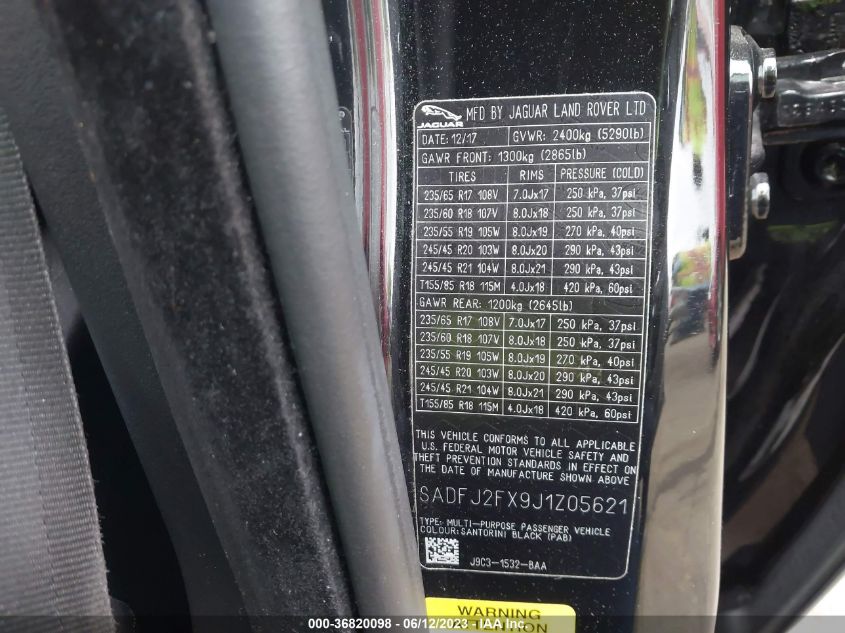 JAGUAR MFD BY JAGUAR LAND ROVER LTD
DATE: 12/17 GVWR: 2400kg (5290lb)
GAWR FRONT: 1300kg (2865lb)
TIRES RIMS PRESSURE (COLD)
235/65 R17 108V 7.0Jx17 250 kPa, 37psi
235/60 R18 107V 8.0Jx18 250 kPa, 37psi
235/55 R19 105W 8.0Jx19 270 kPa, 40psi
245/45 R20 103W 8.0Jx20 290 kPa, 43psi
245/45 R21 104W 8.0Jx21 290 kPa, 43psi
T155/85 R18 115M 4.0Jx18 420 kPa, 60psi
GAWR REAR: 1200kg (2645lb)
235/65 R17 108V 7.0Jx17 250 kPa, 37psi
235/60 R18 107V 8.0Jx18 250 kPa, 37psi
235/55 R19 105W 8.0Jx19 270 kPa, 40psi
245/45 R20 103W 8.0Jx20 290 kPa, 43psi
245/45 R21 104W 8.0Jx21 290 kPa, 43psi
T155/85 R18 115M 4.0Jx18 420 kPa, 60psi
THIS VEHICLE CONFORMS TO ALL APPLICABLE
U.S. FEDERAL MOTOR VEHICLE SAFETY AND
THEFT PREVENTION STANDARDS IN EFFECT ON
THE DATE OF MANUFACTURE SHOWN ABOVE
SADFJ2FX9J1Z05621
TYPE: MULTI-PURPOSE PASSENGER VEHICLE
COLOUR: SANTORINI BLACK (PAB)
J9C3-1532-BAA
WARNING
ATTENTION
000-36820098 - 06/12/2023 - IAA Inc.